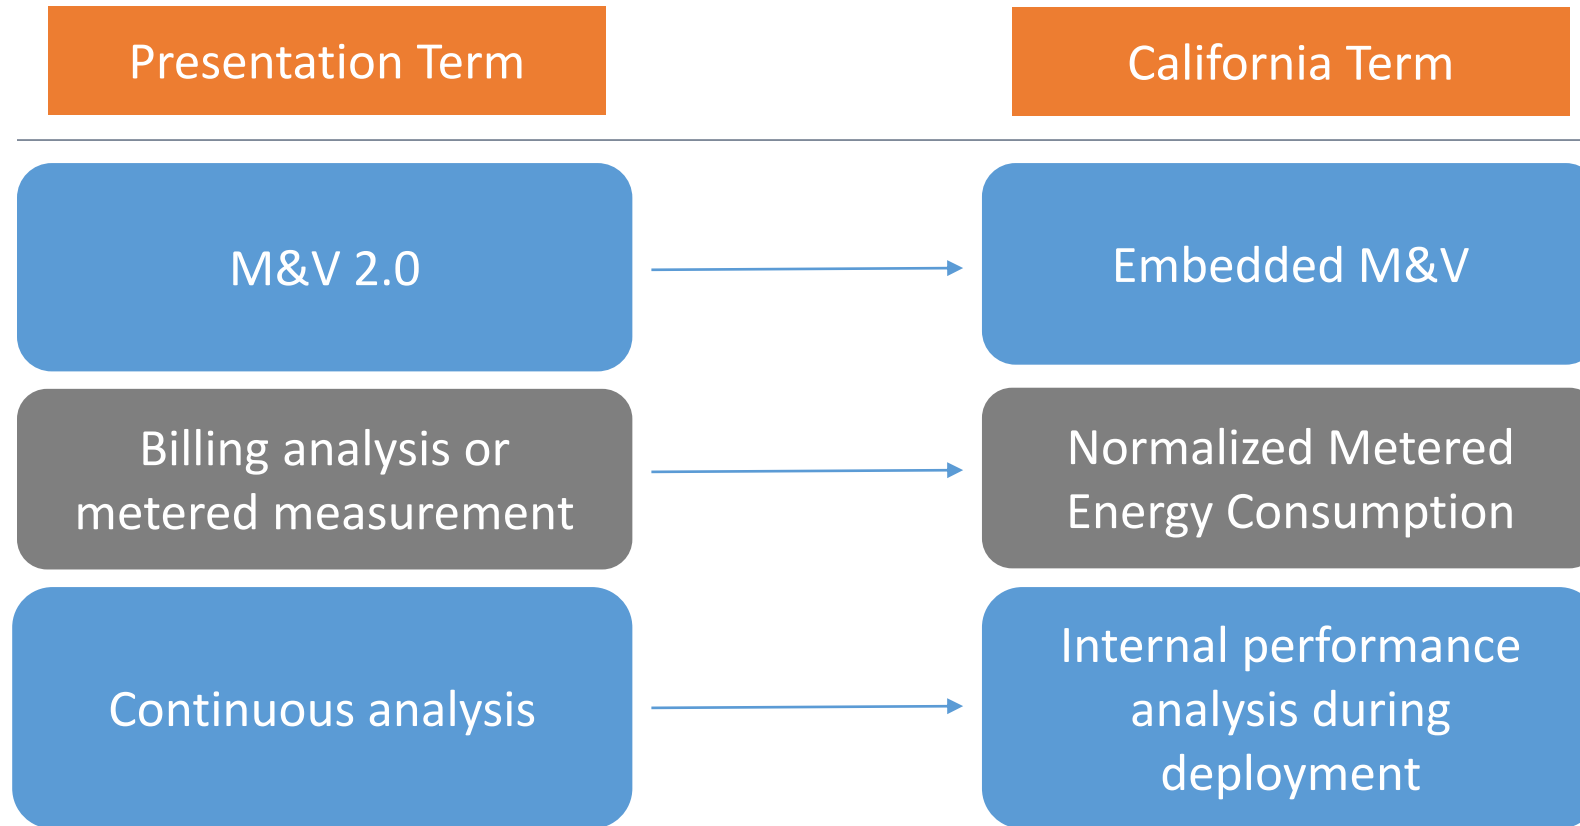 Presentation Term
California Term
M&V 2.0
Embedded M&V
Billing analysis or
metered measurement
Normalized Metered
Energy Consumption
Continuous analysis
Internal performance
analysis during
deployment